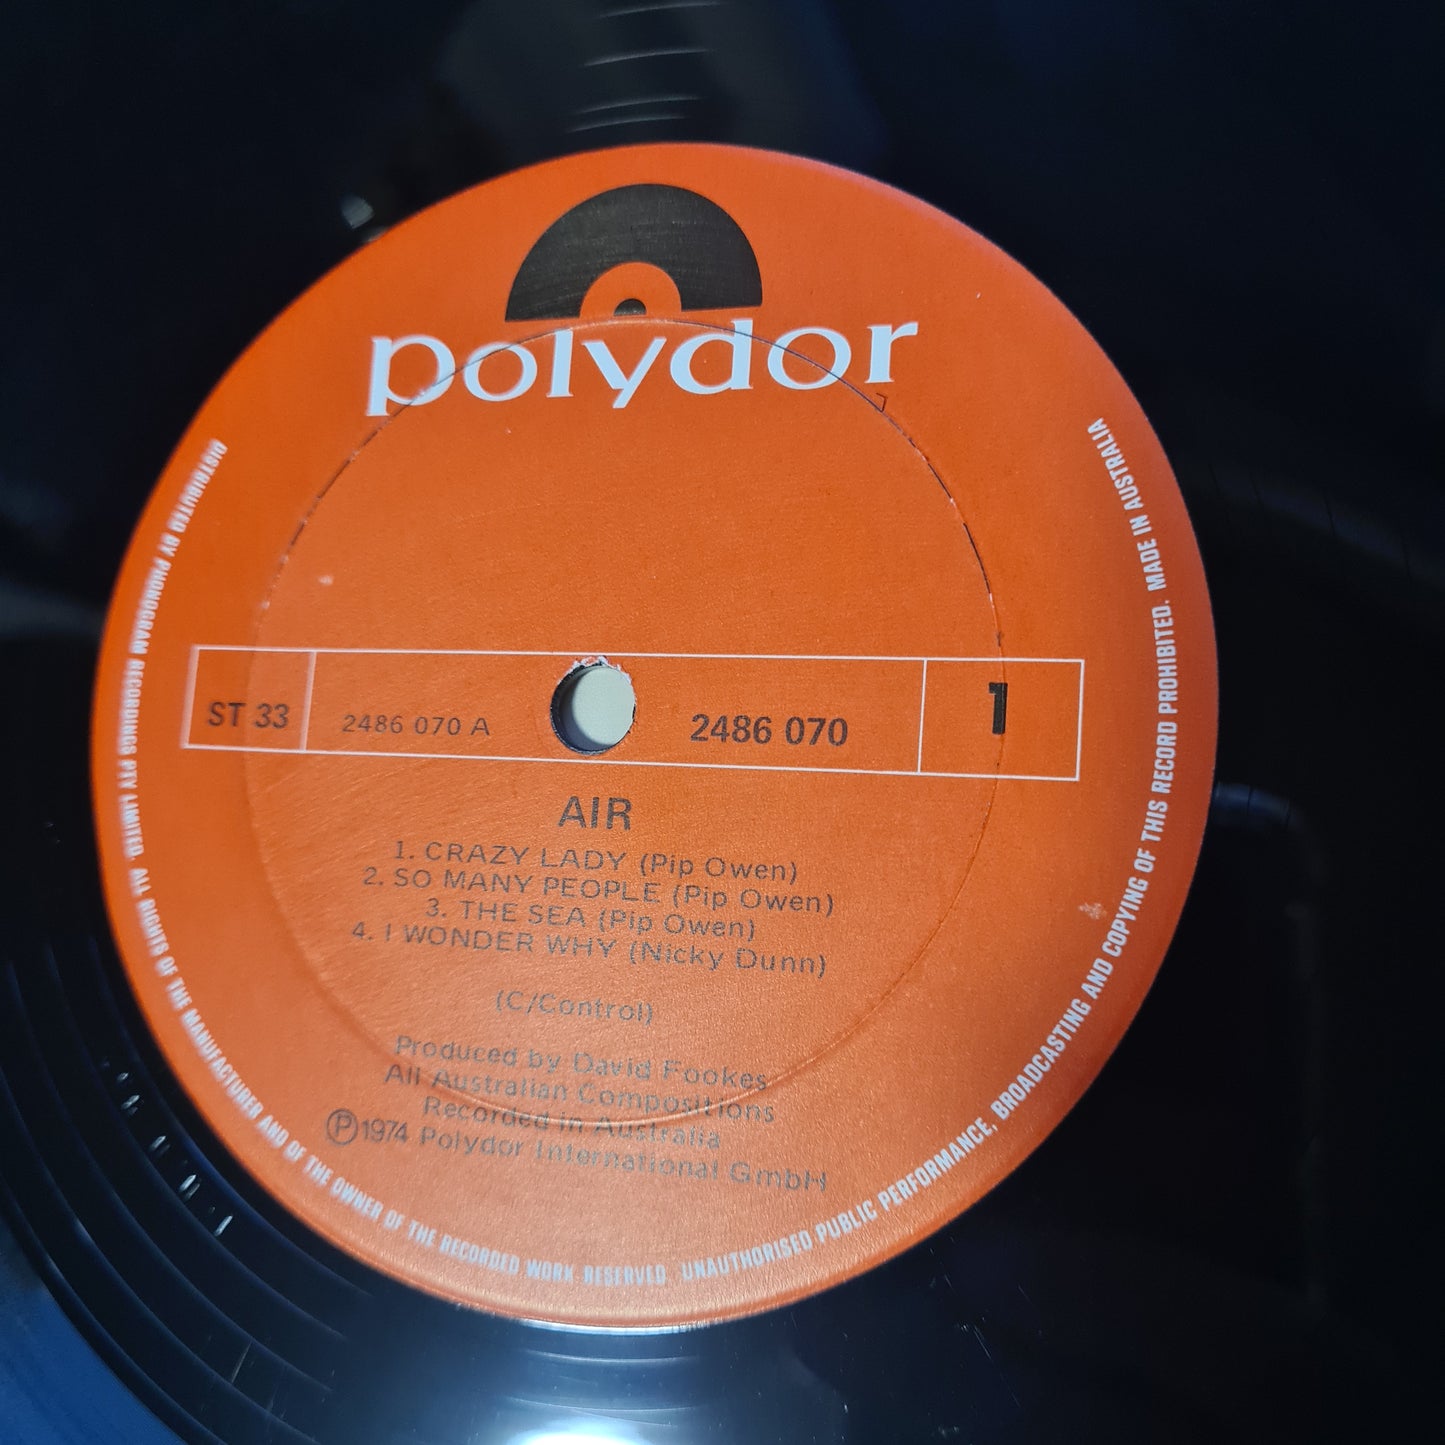 polydor
ST 33
2486 070 A
2486 070
1
AIR
1. CRAZY LADY (Pip Owen)
2. SO MANY PEOPLE (Pip Owen)
3. THE SEA (Pip Owen)
4. I WONDER WHY (Nicky Dunn)
(C/Control)
Produced by David Fookes
All Australian Compositions
Recorded in Australia
Ⓟ1974 Polydor International GmbH
DISTRIBUTED BY PHONOGRAM RECORDINGS PTY LIMITED. ALL RIGHTS OF THE MANUFACTURER AND OF THE OWNER OF THE RECORDED WORK RESERVED. UNAUTHORISED PUBLIC PERFORMANCE, BROADCASTING AND COPYING OF THIS RECORD PROHIBITED. MADE IN AUSTRALIA